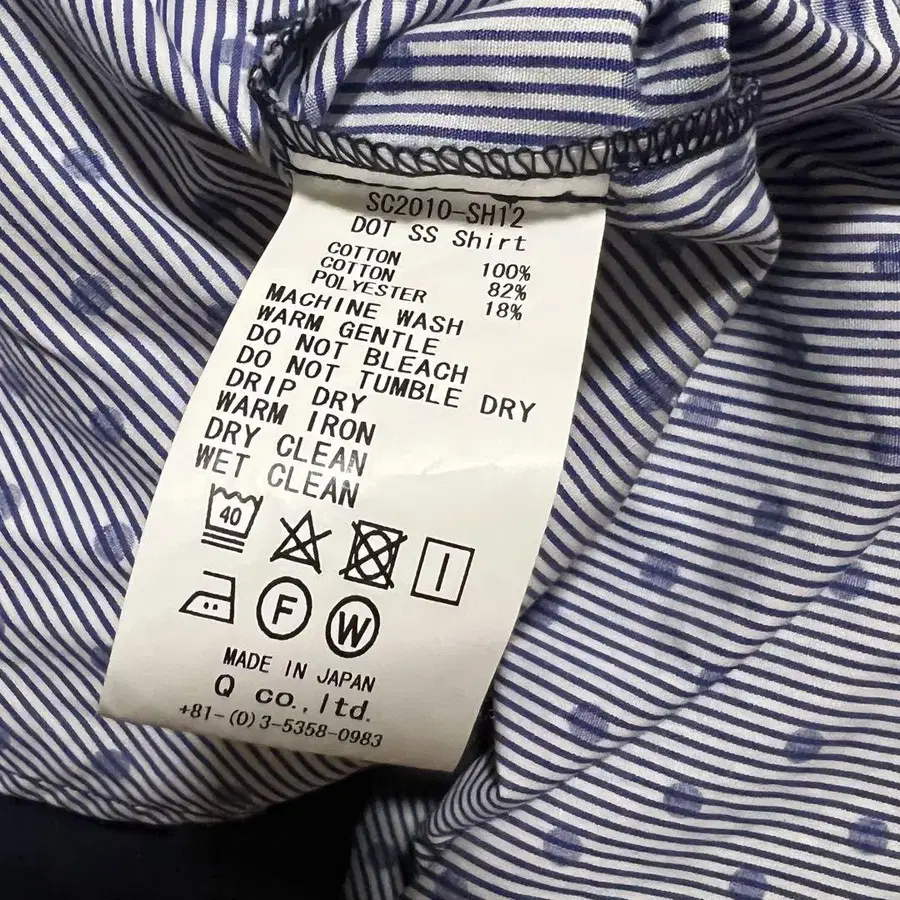 SC2010-SH12
DOT SS Shirt
COTTON 100%
COTTON 82%
POLYESTER 18%
MACHINE WASH
WARM GENTLE
DO NOT BLEACH
DO NOT TUMBLE DRY
DRIP DRY
WARM IRON
DRY CLEAN
WET CLEAN
40
F W
MADE IN JAPAN
Q co.,ltd.
+81-(0)3-5358-0983